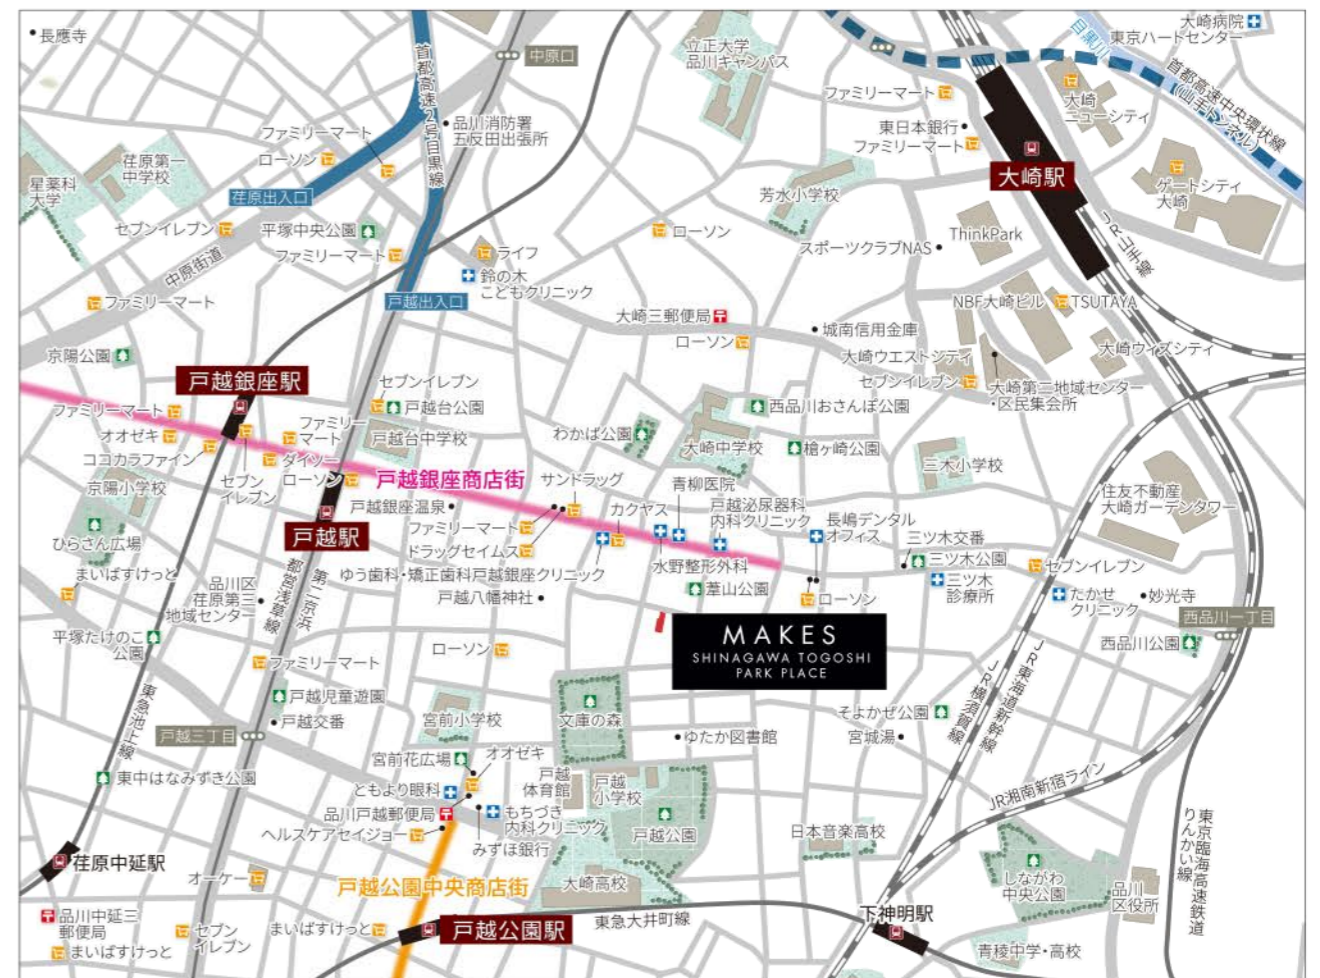 長應寺
首都高速2号目黒線
中原口
立正大学
品川キャンパス
目黒川
大崎病院
東京ハートセンター
首都高速中央環状線
(山手トンネル)
ファミリーマート
大崎
ニューシティ
品川消防署
五反田出張所
東日本銀行
ファミリーマート
ファミリーマート
ローソン
荏原第一
中学校
星薬科
大学
荏原出入口
大崎駅
ゲートシティ
大崎
芳水小学校
セブンイレブン
平塚中央公園
ファミリーマート
中原街道
ライフ
鈴の木
こどもクリニック
ローソン
スポーツクラブNAS
ThinkPark
JR山手線
ファミリーマート
戸越出入口
大崎三郵便局
ローソン
城南信用金庫
NBF大崎ビル
TSUTAYA
京陽公園
大崎ウエストシティ
大崎ウィズシティ
セブンイレブン
大崎第二地域センター
・区民集会所
戸越銀座駅
セブンイレブン
戸越台公園
西品川おさんぽ公園
ファミリーマート
オオゼキ
ココカラファイン
ファミリー
マート
ダイソー
ローソン
セブン
イレブン
戸越台中学校
わかば公園
大崎中学校
槍ヶ崎公園
三木小学校
京陽小学校
戸越銀座商店街
サンドラッグ
青柳医院
住友不動産
大崎ガーデンタワー
戸越駅
戸越銀座温泉
ファミリーマート
ドラッグセイムス
カクヤス
戸越泌尿器科
内科クリニック
長嶋デンタル
オフィス
三ツ木交番
三ツ木公園
ひらさん広場
まいばすけっと
品川区
荏原第三
地域センター
都営浅草線
第二京浜
ゆう歯科・矯正歯科戸越銀座クリニック
水野整形外科
戸越八幡神社
葦山公園
ローソン
三ツ木
診療所
セブンイレブン
たかせ
クリニック
妙光寺
西品川一丁目
西品川公園
平塚たけのこ
公園
MAKES
SHINAGAWA TOGOSHI
PARK PLACE
ファミリーマート
ローソン
東急池上線
戸越児童遊園
戸越交番
戸越三丁目
宮前小学校
文庫の森
ゆたか図書館
そよかぜ公園
宮城湯
JR横須賀線
JR東海道新幹線
東中はなみずき公園
宮前花広場
オオゼキ
ともより眼科
戸越
体育館
戸越
小学校
品川戸越郵便局
もちづき
内科クリニック
ヘルスケアセイジョー
みずほ銀行
戸越公園
日本音楽高校
JR湘南新宿ライン
東京臨海高速鉄道
りんかい線
荏原中延駅
オーケー
戸越公園中央商店街
大崎高校
しながわ
中央公園
品川
区役所
品川中延三
郵便局
まいばすけっと
セブン
イレブン
まいばすけっと
戸越公園駅
東急大井町線
下神明駅
青稜中学・高校